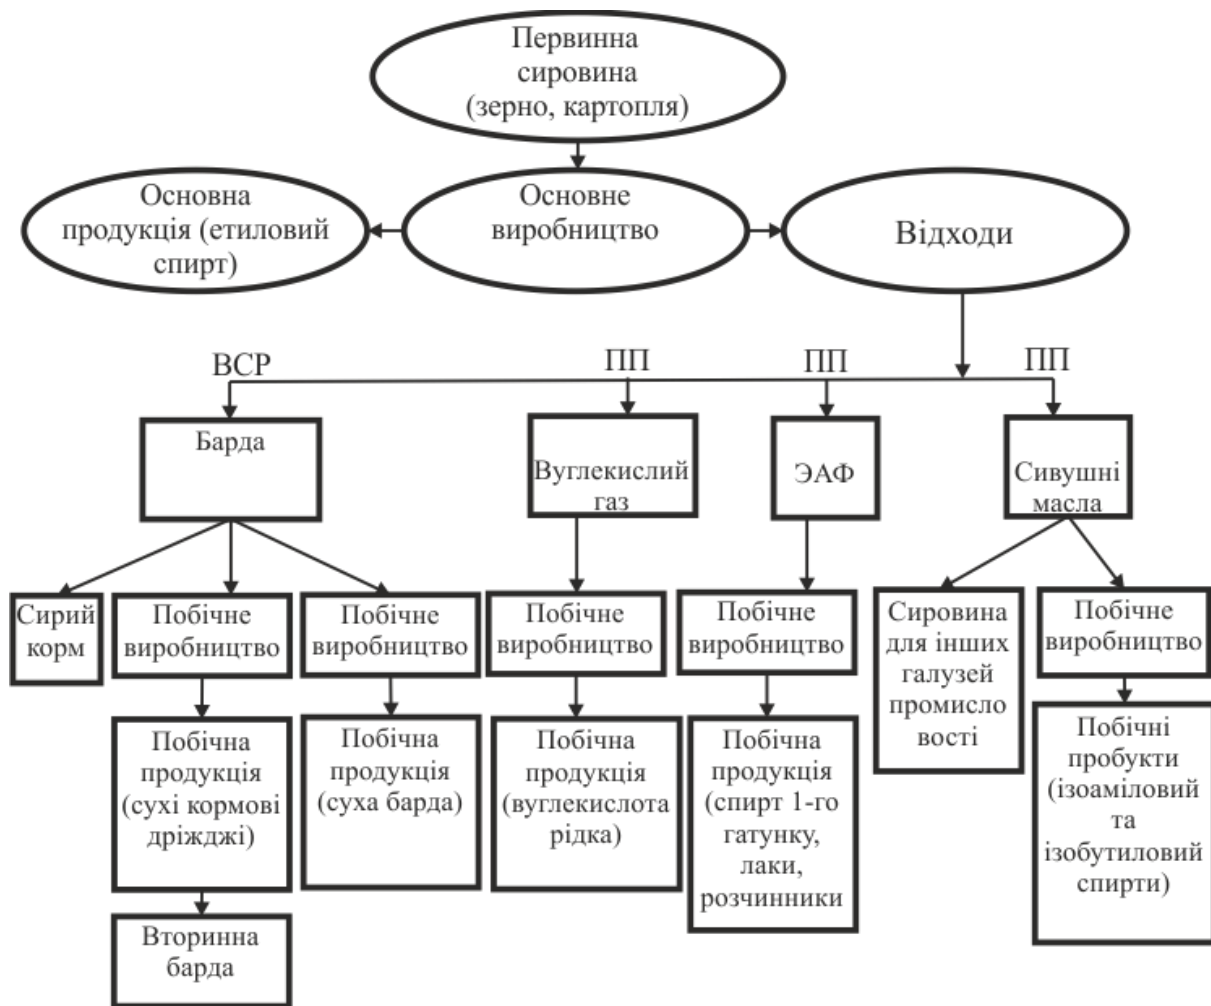 Первинна
сировина
(зерно, картопля)
Основна
продукція (етиловий
спирт)
Основне
виробництво
Відходи
ВСР
ПП
ПП
ПП
Барда
Вуглекислий
газ
ЭАФ
Сивушні
масла
Сирий
корм
Побічне
виробництво
Побічне
виробництво
Побічне
виробництво
Побічне
виробництво
Сировина
для інших
галузей
промисло
вості
Побічне
виробництво
Побічна
продукція
(сухі кормові
дріжджі)
Побічна
продукція
(суха барда)
Побічна
продукція
(вуглекислота
рідка)
Побічна
продукція
(спирт 1-го
гатунку,
лаки,
розчинники
Побічні
пробукти
(ізоаміловий
та
ізобутиловий
спирти)
Вторинна
барда